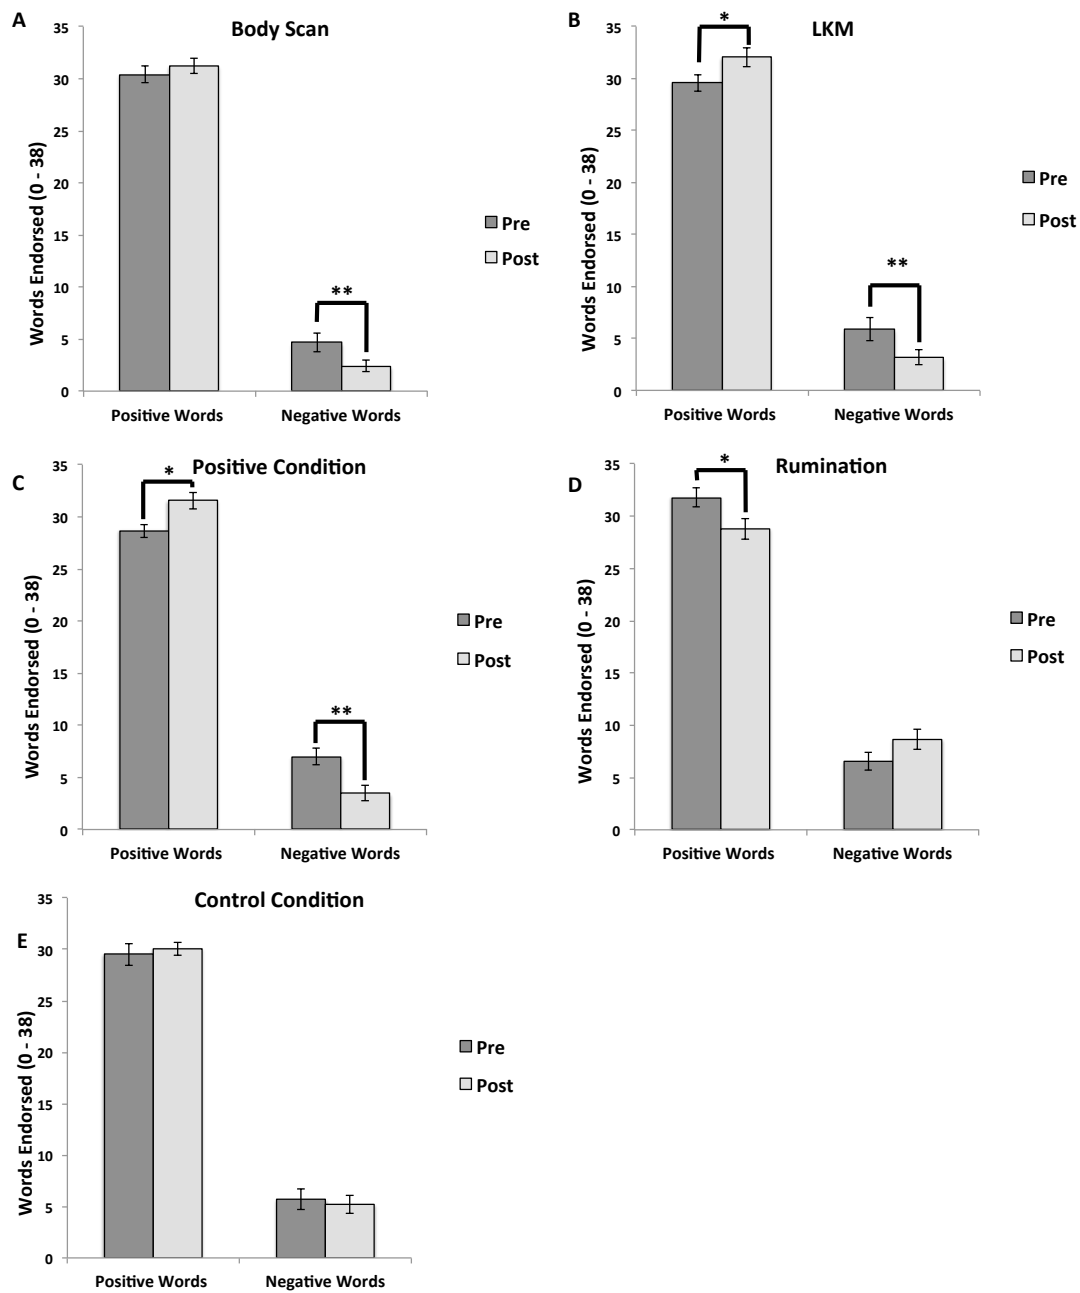 A
Body Scan
35
30
25
20
15
10
5
0
Words Endorsed (0 - 38)
**
Pre
Post
Positive Words Negative Words
B
LKM
35
30
25
20
15
10
5
0
Words Endorsed (0 - 38)
*
**
Pre
Post
Positive Words Negative Words
C
Positive Condition
35
30
25
20
15
10
5
0
Words Endorsed (0 - 38)
*
**
Pre
Post
Positive Words Negative Words
D
Rumination
35
30
25
20
15
10
5
0
Words Endorsed (0 - 38)
*
Pre
Post
Positive Words Negative Words
E
Control Condition
35
30
25
20
15
10
5
0
Words Endorsed (0 - 38)
Pre
Post
Positive Words Negative Words